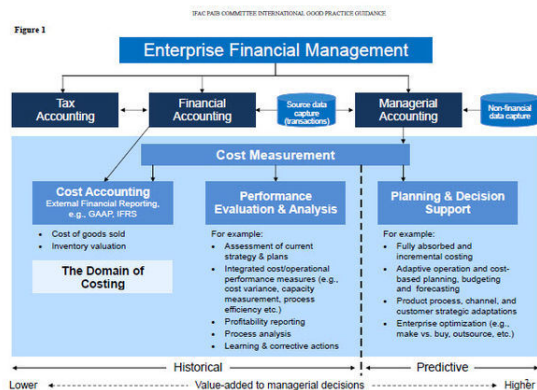 IFAC PAIB COMMITTEE INTERNATIONAL GOOD PRACTICE GUIDANCE
Figure 1
Enterprise Financial Management
Tax
Accounting
Financial
Accounting
Source data
capture
(transactions)
Managerial
Accounting
Non-financial
data capture
Cost Measurement
Cost Accounting
External Financial Reporting,
e.g., GAAP, IFRS
• Cost of goods sold
• Inventory valuation
The Domain of
Costing
Performance
Evaluation & Analysis
For example:
• Assessment of current
strategy & plans
• Integrated cost/operational
performance measures (e.g.,
cost variance, capacity
measurement, process
efficiency etc.)
• Profitability reporting
• Process analysis
• Learning & corrective actions
Planning & Decision
Support
For example:
• Fully absorbed and
incremental costing
• Adaptive operation and cost-
based planning, budgeting
and forecasting
• Product process, channel, and
customer strategic adaptations
• Enterprise optimization (e.g.,
make vs. buy, outsource, etc.)
Historical
Predictive
Lower
Value-added to managerial decisions
Higher